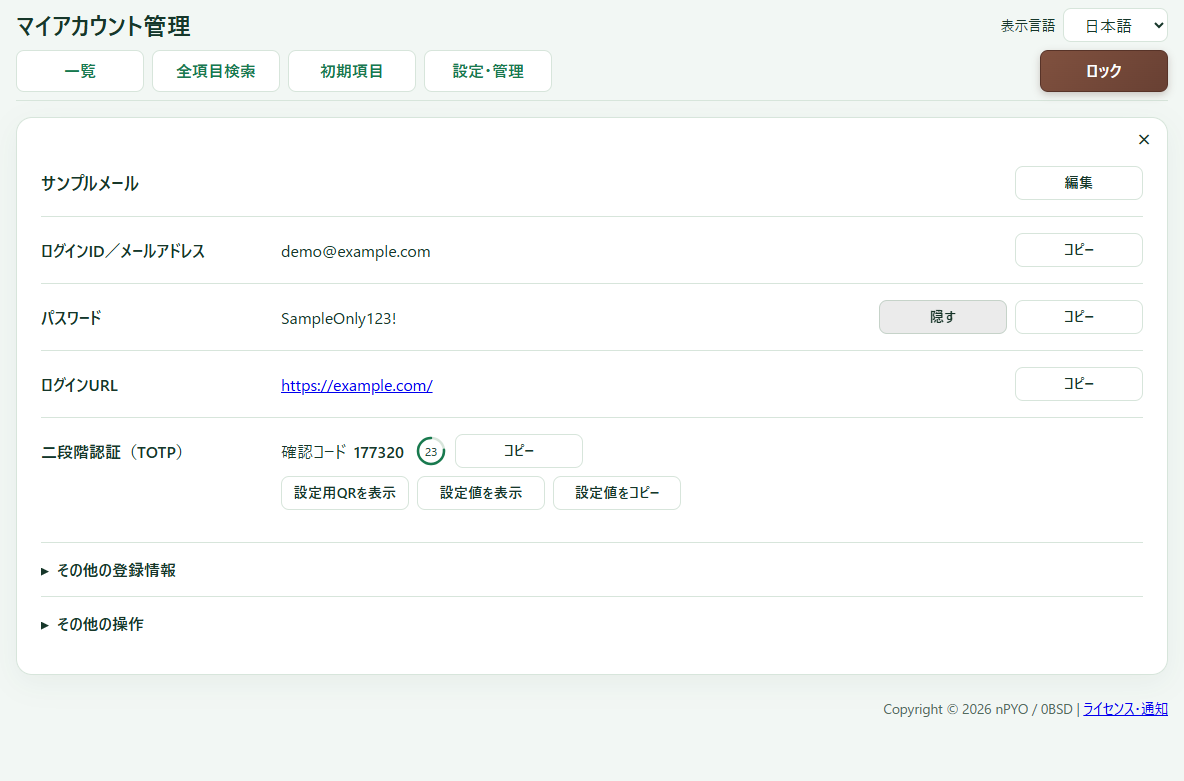 マイアカウント管理
表示言語 日本語
一覧 全項目検索 初期項目 設定・管理 ロック
×
サンプルメール 編集
ログインID／メールアドレス demo@example.com コピー
パスワード SampleOnly123! 隠す コピー
ログインURL https://example.com/ コピー
二段階認証（TOTP） 確認コード 177320 23 コピー
設定用QRを表示 設定値を表示 設定値をコピー
▶ その他の登録情報
▶ その他の操作
Copyright © 2026 nPYO / 0BSD | ライセンス・通知